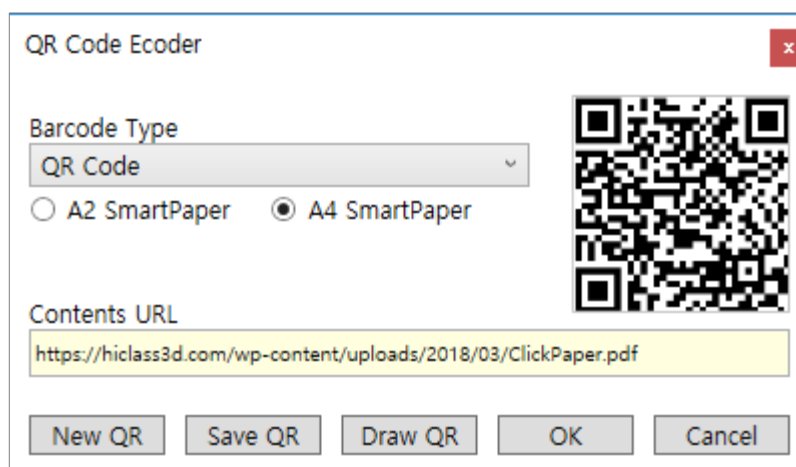 QR Code Ecoder
x
Barcode Type
QR Code
A2 SmartPaper A4 SmartPaper
Contents URL
https://hiclass3d.com/wp-content/uploads/2018/03/ClickPaper.pdf
New QR Save QR Draw QR OK Cancel